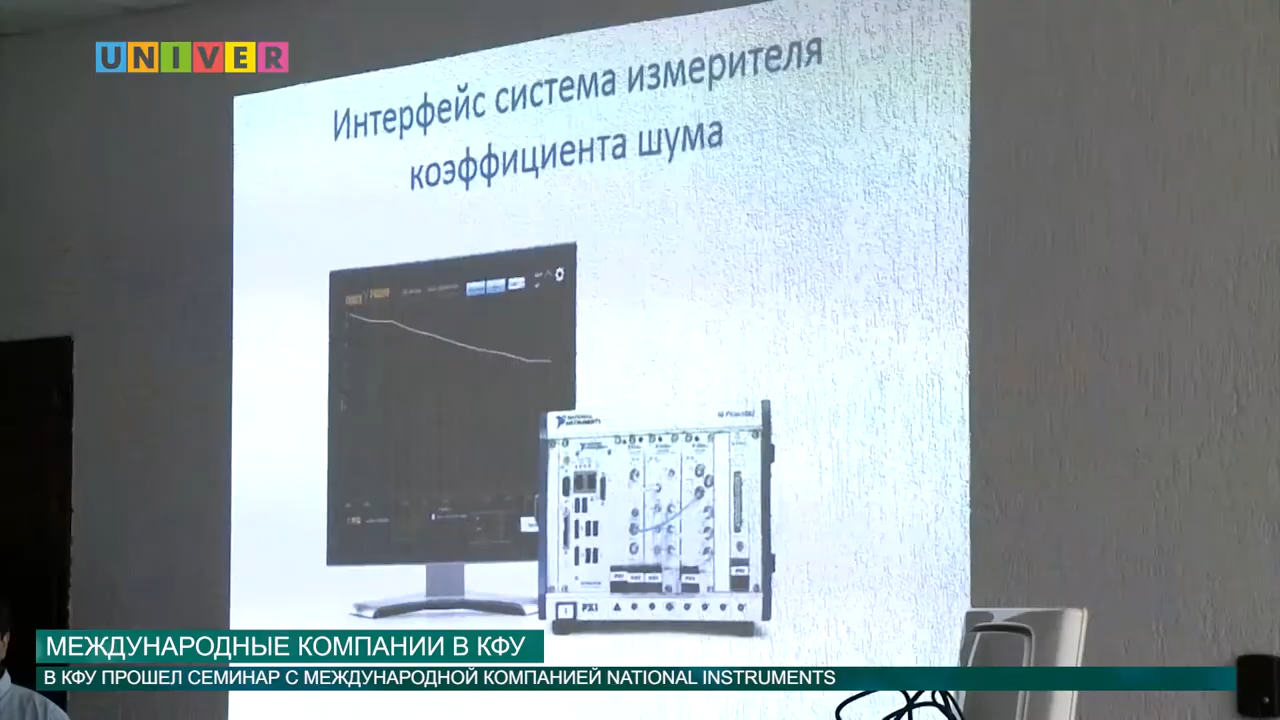 UNIVER
Интерфейс система измерителя
коэффициента шума
NATIONAL
INSTRUMENTS
PXI
МЕЖДУНАРОДНЫЕ КОМПАНИИ В КФУ
В КФУ ПРОШЕЛ СЕМИНАР С МЕЖДУНАРОДНОЙ КОМПАНИЕЙ NATIONAL INSTRUMENTS